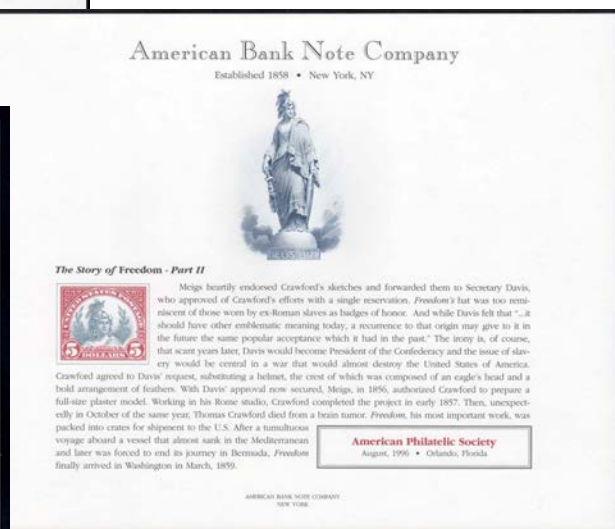 American Bank Note Company
Established 1858 • New York, NY
The Story of Freedom - Part II
Meigs heartily endorsed Crawford's sketches and forwarded them to Secretary Davis,
who approved of Crawford's efforts with a single reservation. Freedom's hat was too remi-
niscent of those worn by ex-Roman slaves as badges of honor. And while Davis felt that "...it
should have other emblematic meaning today, a recurrence to that origin may give to it in
the future the same popular acceptance which it had in the past." The irony is, of course,
that scant years later, Davis would become President of the Confederacy and the issue of slav-
ery would be central in a war that would almost destroy the United States of America.
Crawford agreed to Davis' request, substituting a helmet, the crest of which was composed of an eagle's head and a
bold arrangement of feathers. With Davis' approval now secured, Meigs, in 1856, authorized Crawford to prepare a
full-size plaster model. Working in his Rome studio, Crawford completed the project in early 1857. Then, unexpect-
edly in October of the same year, Thomas Crawford died from a brain tumor. Freedom, his most important work, was
packed into crates for shipment to the U.S. After a tumultuous
voyage aboard a vessel that almost sank in the Mediterranean
and later was forced to end its journey in Bermuda, Freedom
finally arrived in Washington in March, 1859.
UNITED STATES POSTAGE
5 DOLLARS 5
American Philatelic Society
August, 1996 • Orlando, Florida
AMERICAN BANK NOTE COMPANY
NEW YORK